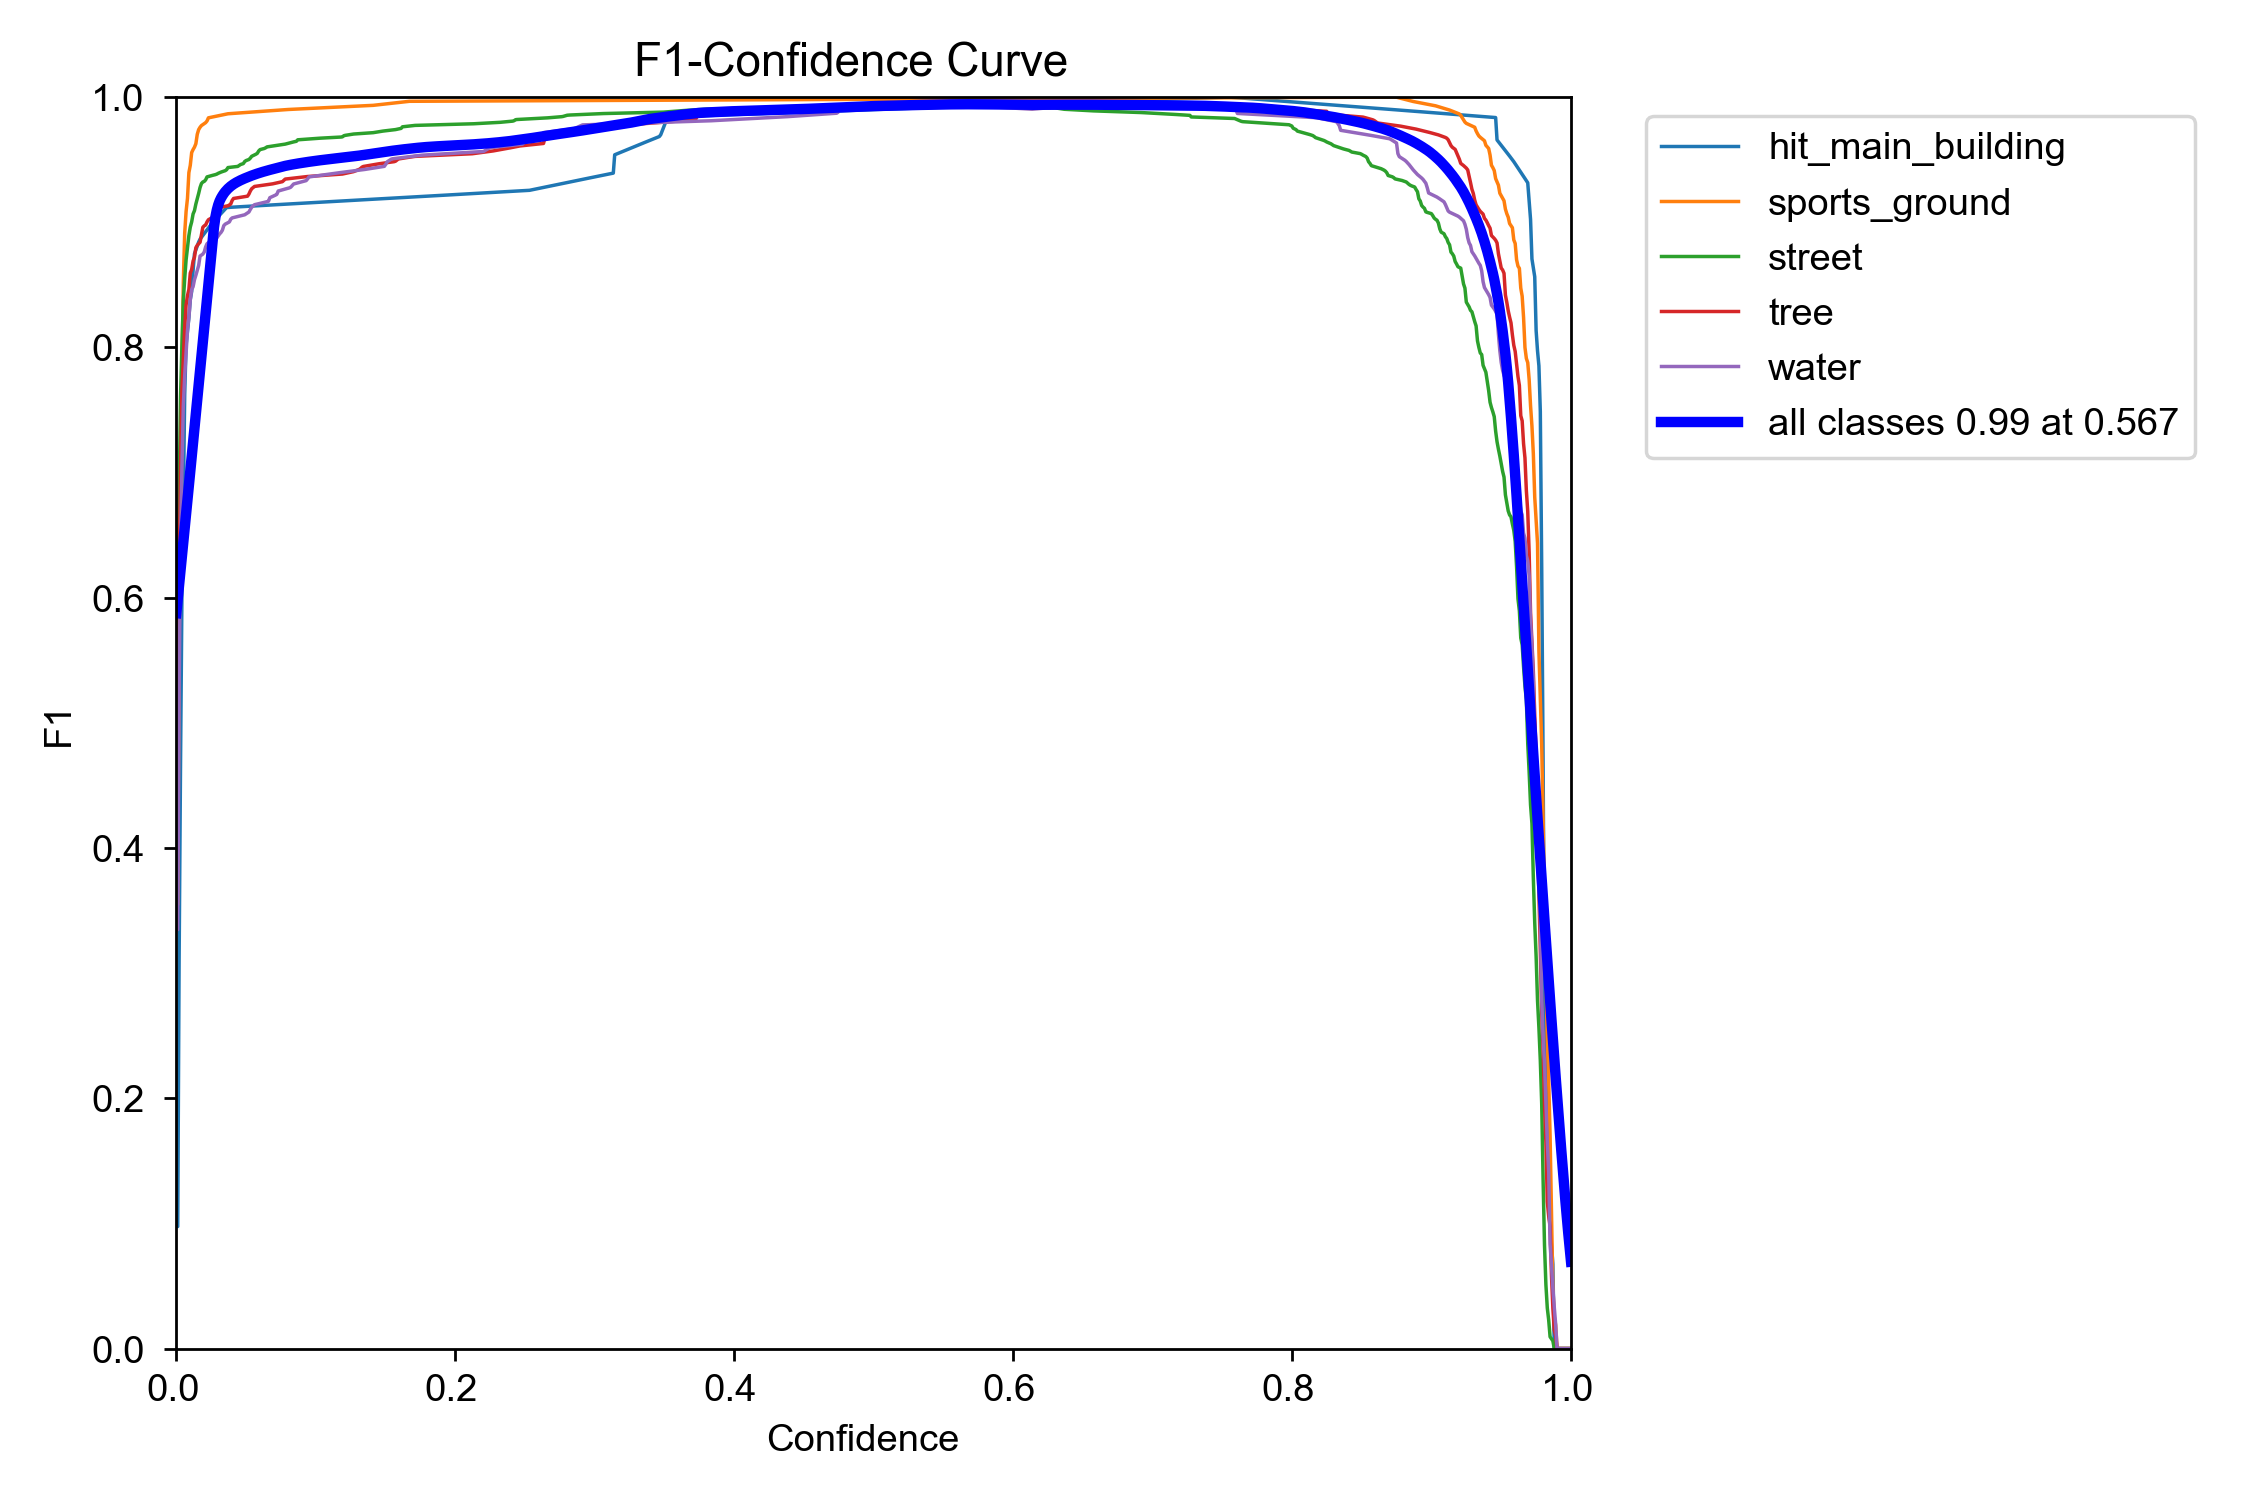 F1-Confidence Curve
1.0
0.8
0.6
0.4
0.2
0.0
F1
0.0 0.2 0.4 0.6 0.8 1.0
Confidence
hit_main_building
sports_ground
street
tree
water
all classes 0.99 at 0.567